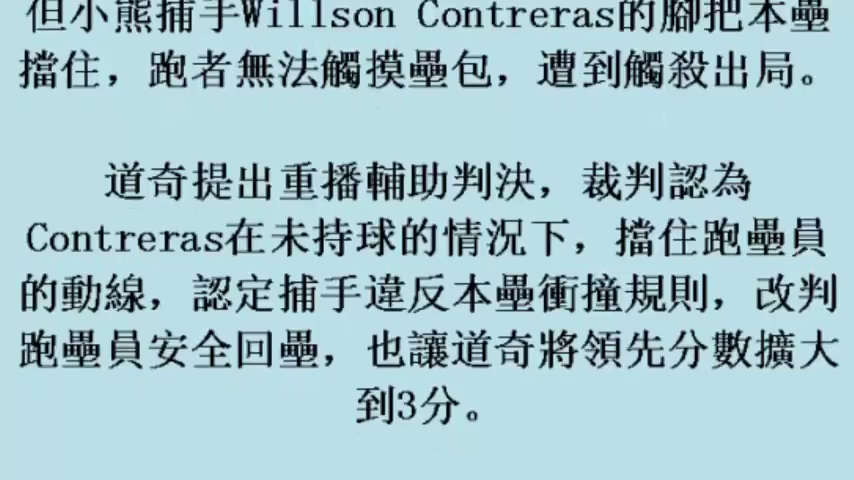 但小熊捕手Willson Contreras的腳把本壘
擋住，跑者無法觸摸壘包，遭到觸殺出局。
道奇提出重播輔助判決，裁判認為
Contreras在未持球的情況下，擋住跑壘員
的動線，認定捕手違反本壘衝撞規則，改判
跑壘員安全回壘，也讓道奇將領先分數擴大
到3分。